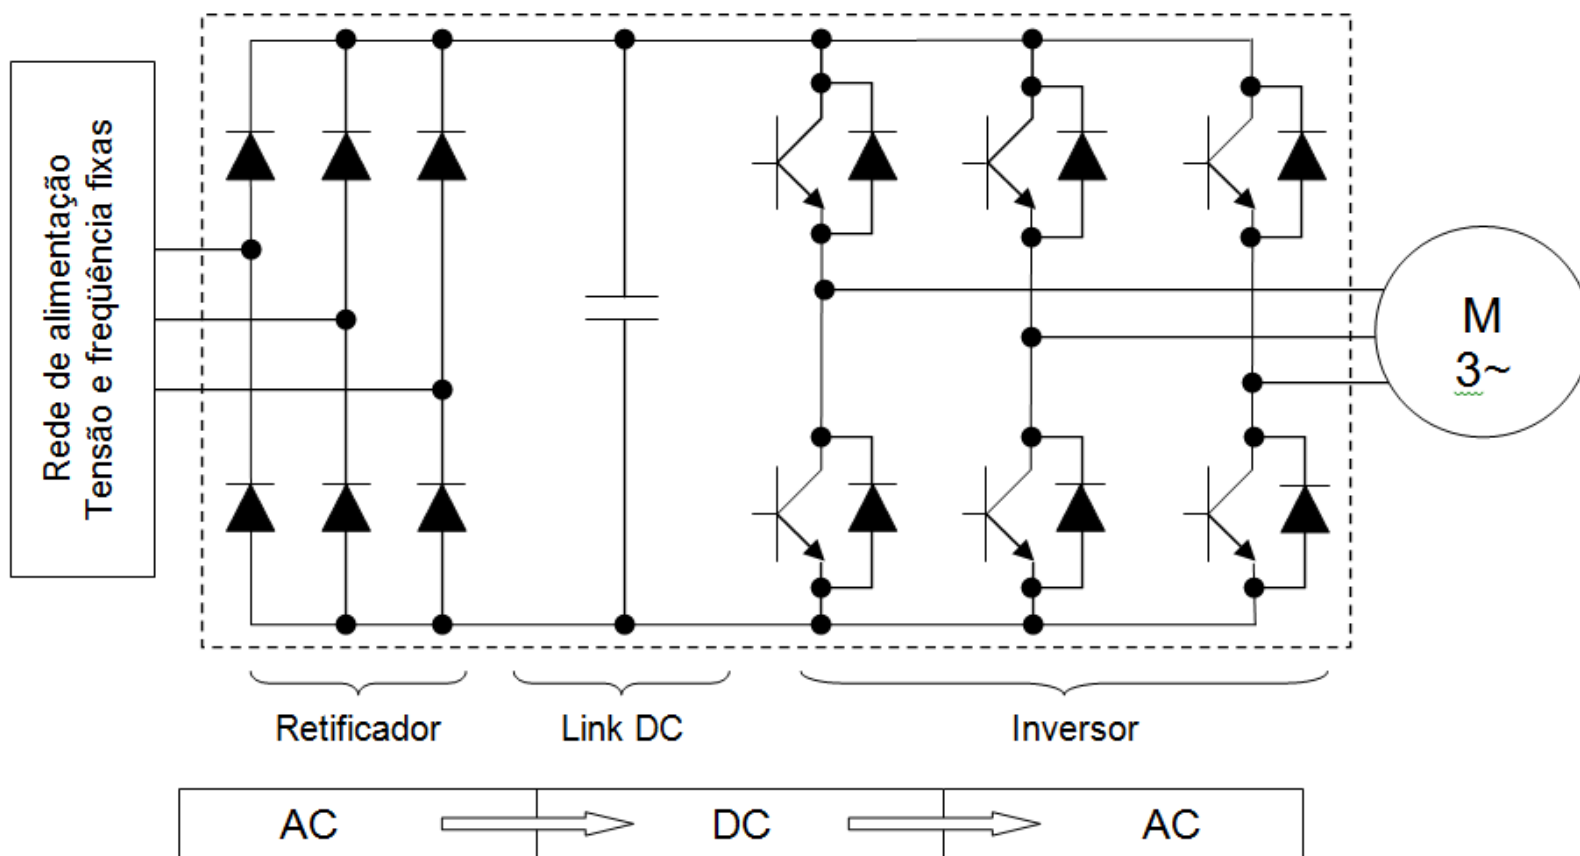 Rede de alimentação
Tensão e freqüência fixas
M
3~
Retificador
Link DC
Inversor
AC
DC
AC